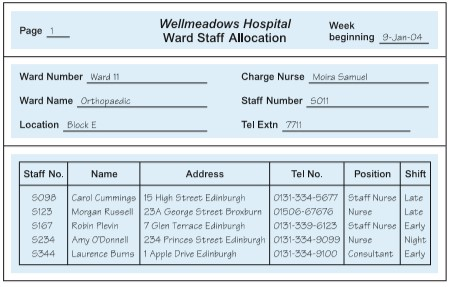 Wellmeadows Hospital
Page 1 Ward Staff Allocation Week beginning 9-Jan-04
Ward Number Ward 11 Charge Nurse Moira Samuel
Ward Name Orthopaedic Staff Number S011
Location Block E Tel Extn 7711
Staff No. Name Address Tel No. Position Shift
S098 Carol Cummings 15 High Street Edinburgh 0131-334-5677 Staff Nurse Late
S123 Morgan Russell 23A George Street Broxburn 01506-67676 Nurse Late
S167 Robin Plevin 7 Glen Terrace Edinburgh 0131-339-6123 Staff Nurse Early
S234 Amy O'Donnell 234 Princes Street Edinburgh 0131-334-9099 Nurse Night
S344 Laurence Burns 1 Apple Drive Edinburgh 0131-334-9100 Consultant Early